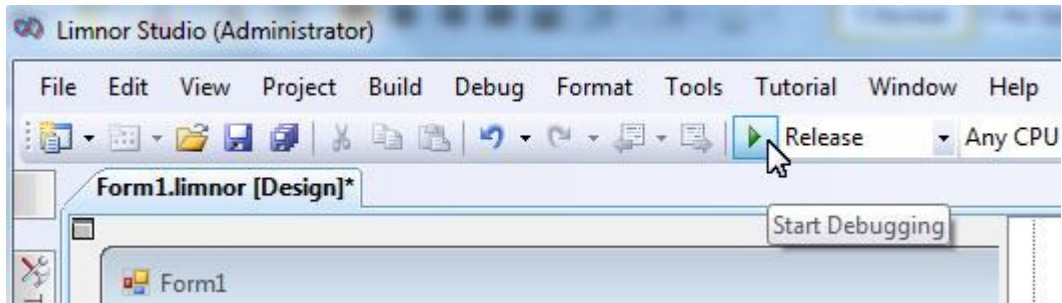 Limnor Studio (Administrator)
File Edit View Project Build Debug Format Tools Tutorial Window Help
Release Any CPU
Form1.limnor [Design]*
Start Debugging
Form1